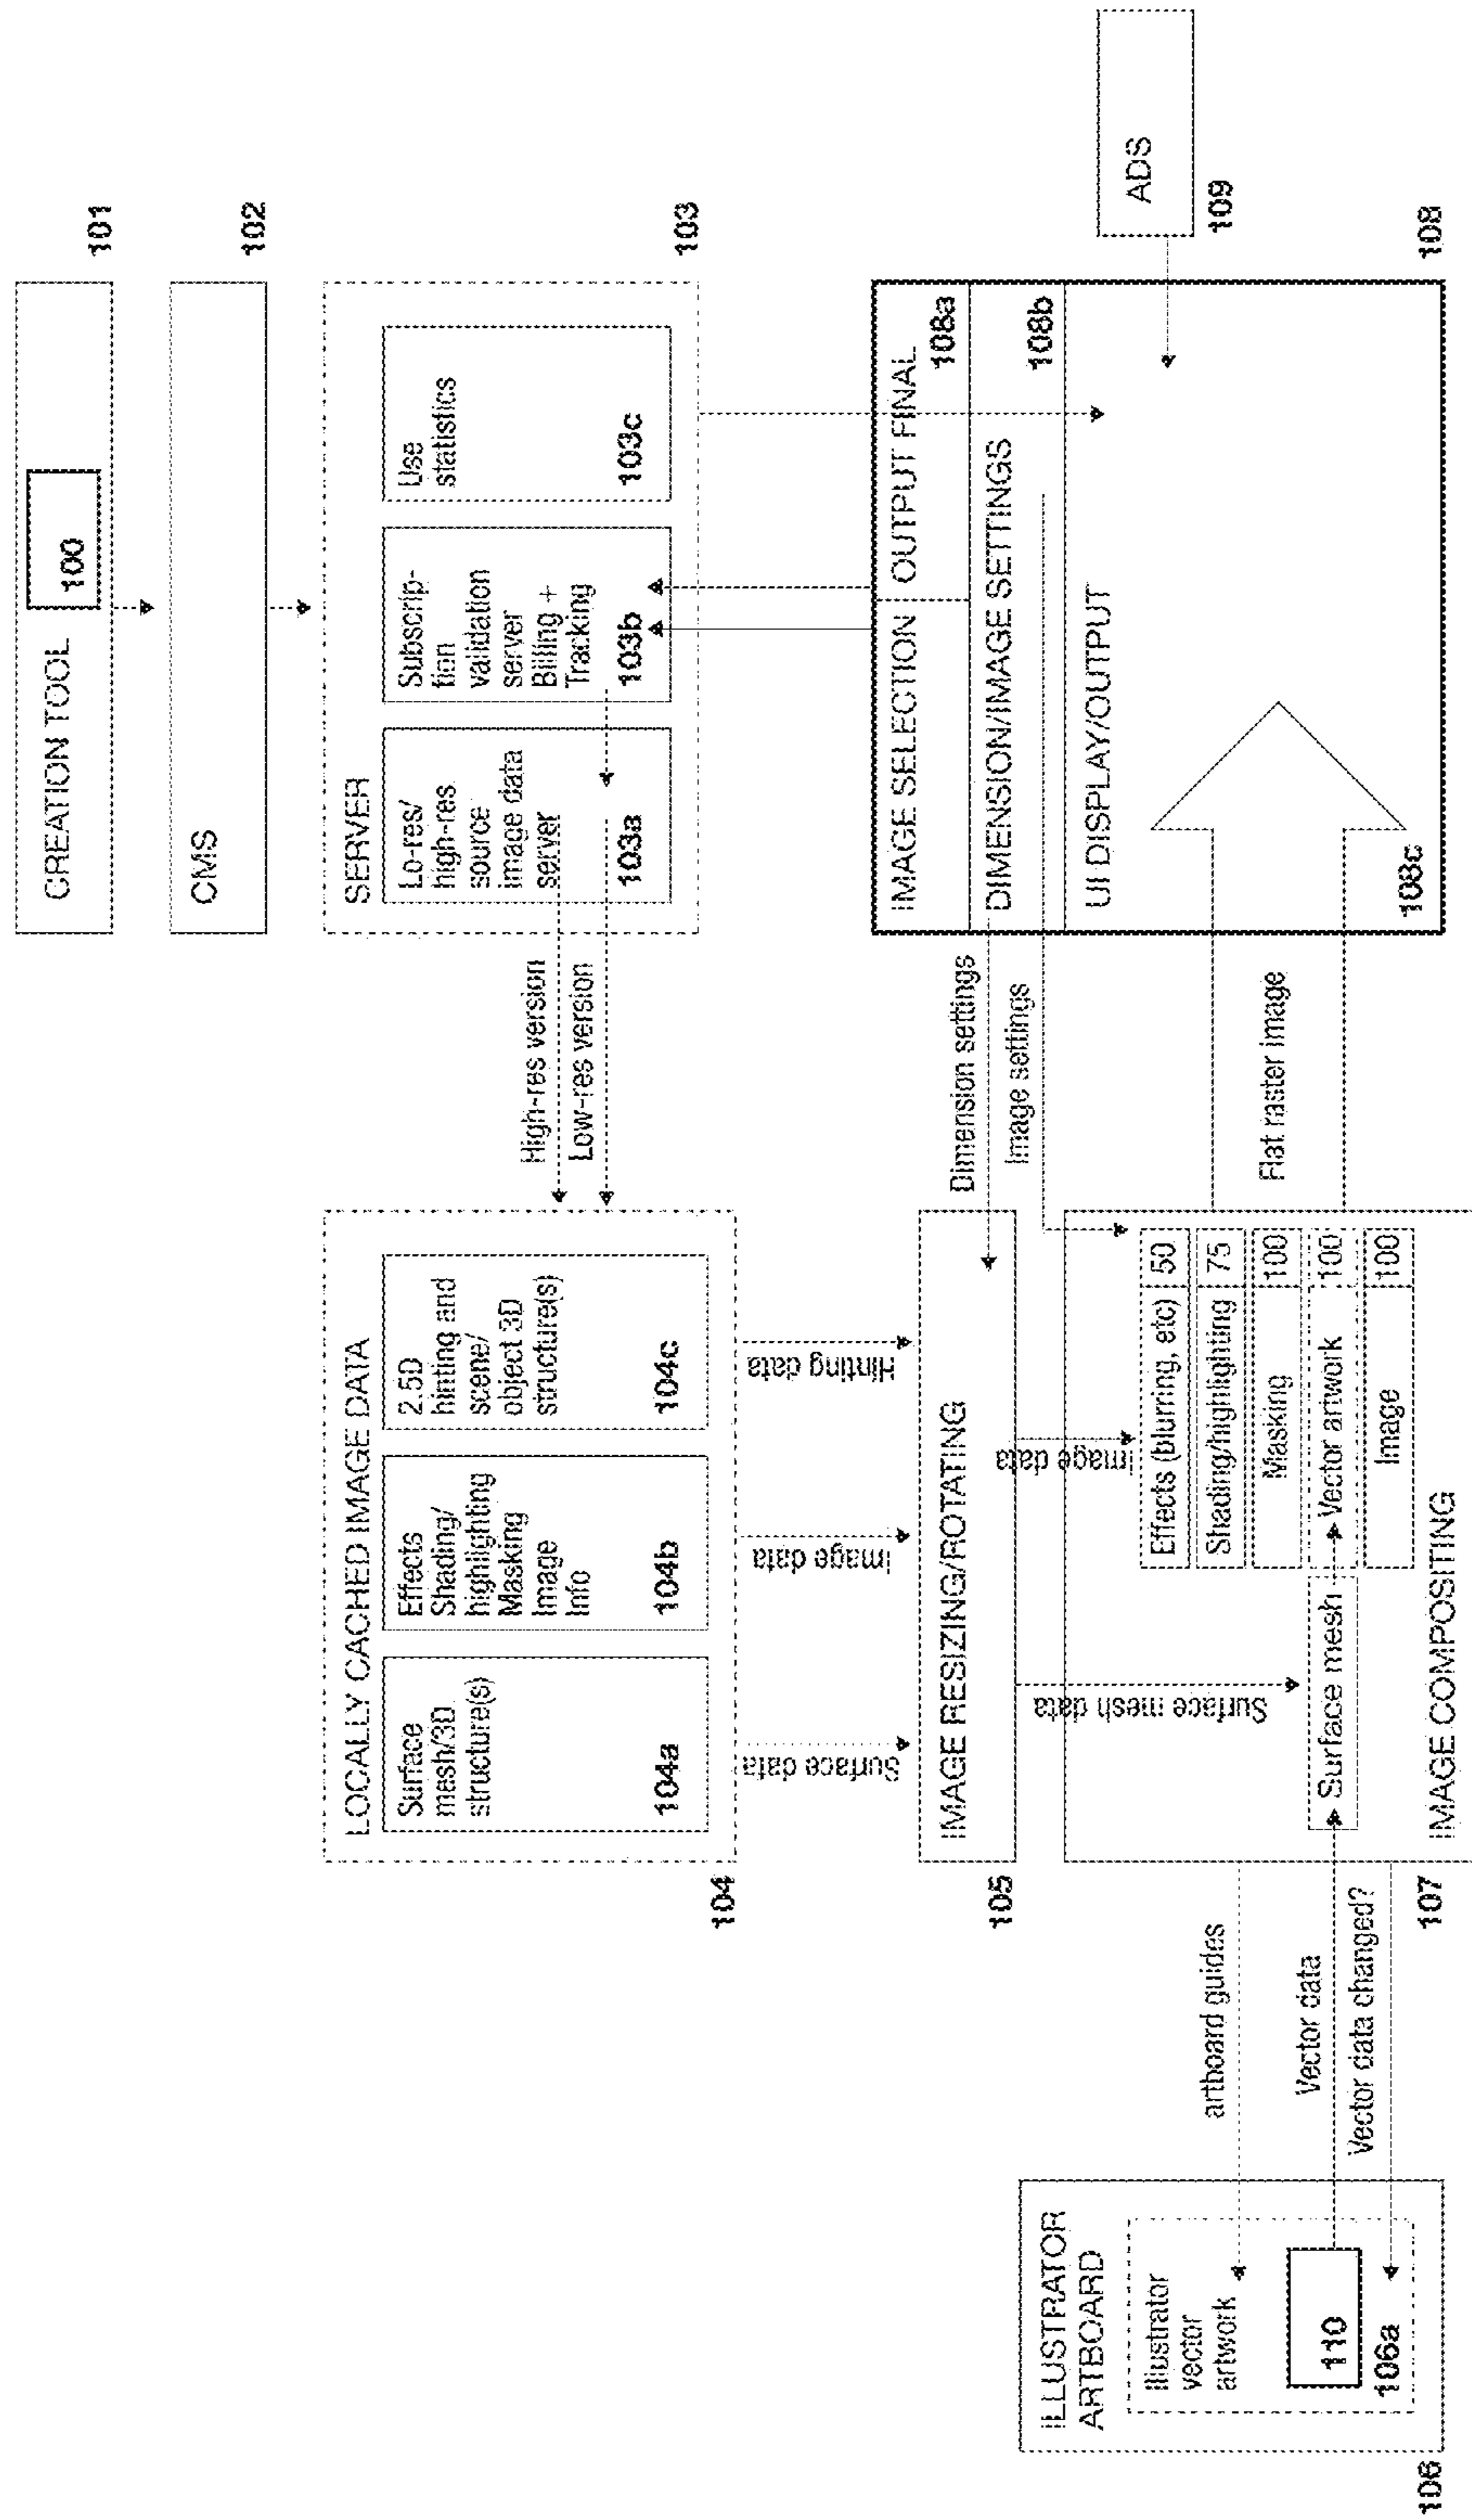 CREATION TOOL
100
101
CMS
102
SERVER
Lo-res/
high-res
source
image data
server
103a
Subscrip-
tion
validation
server
Billing +
Tracking
103b
Use
statistics
103c
103
High-res version
Low-res version
LOCALLY CACHED IMAGE DATA
Surface
mesh/3D
structure(s)
104a
Effects
Shading/
highlighting
Masking
Image
Info
104b
2.5D
hinting and
scene/
object 3D
structure(s)
104c
104
Surface data
Image data
Hinting data
IMAGE RESIZING/ROTATING
105
Dimension settings
Image settings
IMAGE SELECTION
OUTPUT FINAL
108a
DIMENSION/IMAGE SETTINGS
108b
UI DISPLAY/OUTPUT
108c
108
ADS
109
Surface mesh data
Image data
Effects (blurring, etc) 50
Shading/highlighting 75
Masking 100
Surface mesh
Vector artwork 100
Image 100
IMAGE COMPOSITING
107
Flat raster image
artboard guides
Vector data
Vector data changed?
ILLUSTRATOR
ARTBOARD
Illustrator
vector
artwork
110
106a
106